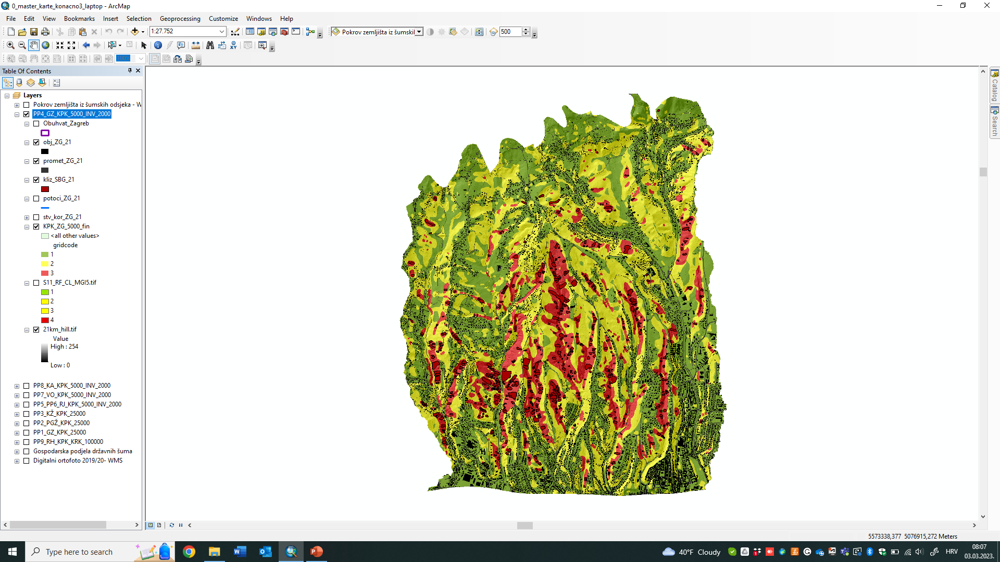 0_master_karte_konacno3_laptop - ArcMap
File Edit View Bookmarks Insert Selection Geoprocessing Customize Windows Help
1:27.752
Pokrov zemljišta iz šumskil
500
100%
Table Of Contents
Layers
Pokrov zemljišta iz šumskih odsjeka - W
PP4_GZ_KPK_5000_INV_2000
Obuhvat_Zagreb
obj_ZG_21
promet_ZG_21
kliz_SBG_21
potoci_ZG_21
stv_kor_ZG_21
KPK_ZG_5000_fin
<all other values>
gridcode
1
2
3
S11_RF_CL_MGI5.tif
1
2
3
4
21km_hill.tif
Value
High : 254
Low : 0
PP8_KA_KPK_5000_INV_2000
PP7_VO_KPK_5000_INV_2000
PP5_PP6_RJ_KPK_5000_INV_2000
PP3_KŽ_KPK_25000
PP2_PGŽ_KPK_25000
PP1_GZ_KPK_25000
PP9_RH_KPK_KRK_100000
Gospodarska podjela državnih šuma
Digitalni ortofoto 2019/20- WMS
Catalog
Search
5573338,377 5076915,272 Meters
Type here to search
40°F Cloudy
HRV
08:07
03.03.2023.